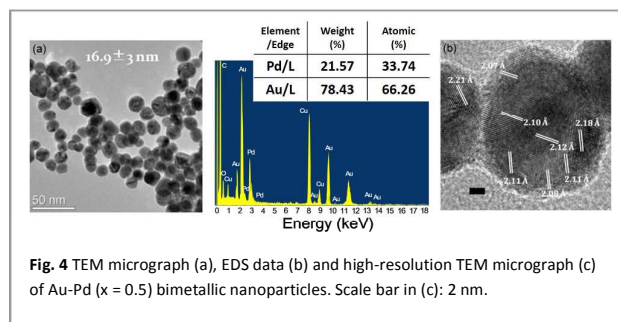 (a)
16.9±3 nm
50 nm
Element Weight Atomic
/Edge (%) (%)
Pd/L 21.57 33.74
Au/L 78.43 66.26
C
Au
Cu
Au
Pd
O
Cu
Au
Pd
Pd
Au
Cu
Au
Au
Au
Au
0 1 2 3 4 5 6 7 8 9 10 11 12 13 14 15 16 17 18
Energy (keV)
(b)
2.07 Å
2.21 Å
2.10 Å
2.18 Å
2.12 Å
2.11 Å
2.09 Å
2.11 Å
Fig. 4 TEM micrograph (a), EDS data (b) and high-resolution TEM micrograph (c)
of Au-Pd (x = 0.5) bimetallic nanoparticles. Scale bar in (c): 2 nm.